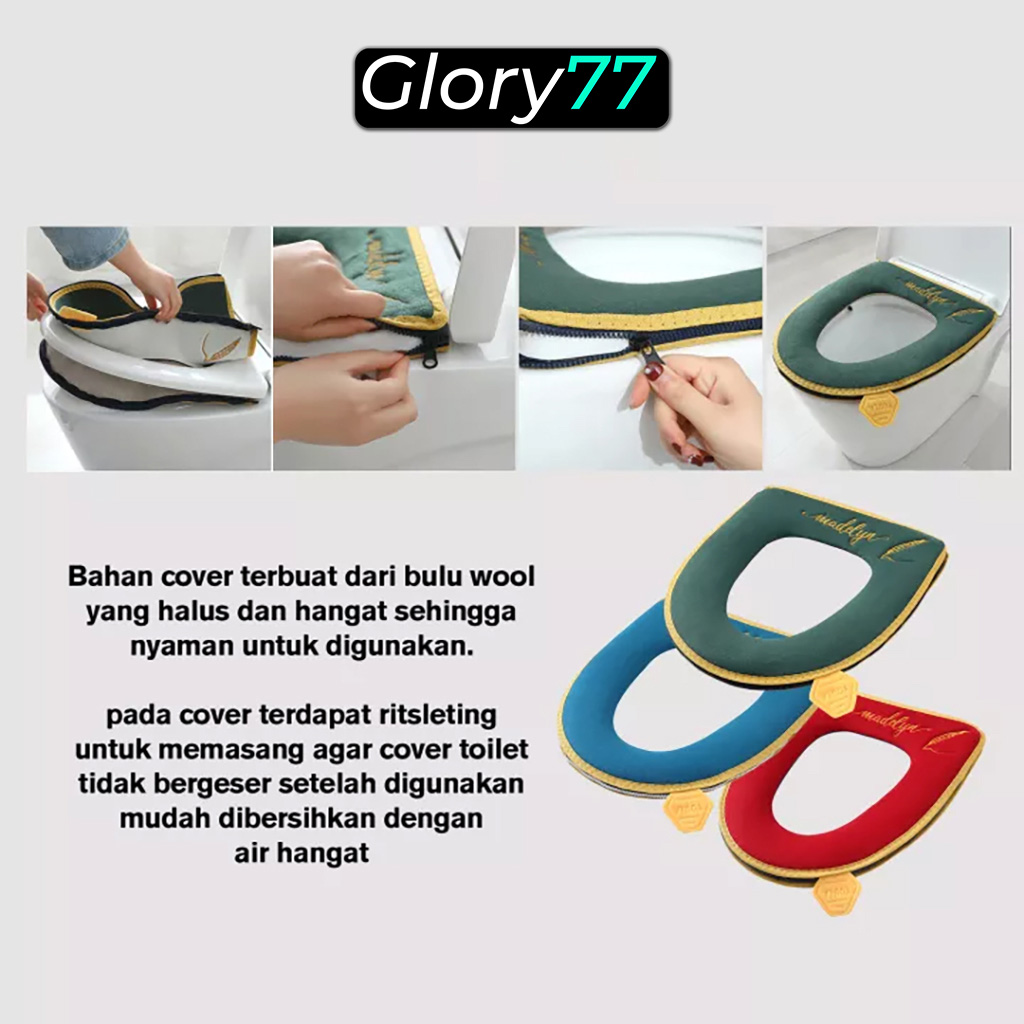 Glory77
madelyn
Bahan cover terbuat dari bulu wool
yang halus dan hangat sehingga
nyaman untuk digunakan.
pada cover terdapat ritsleting
untuk memasang agar cover toilet
tidak bergeser setelah digunakan
mudah dibersihkan dengan
air hangat
madelyn
madelyn